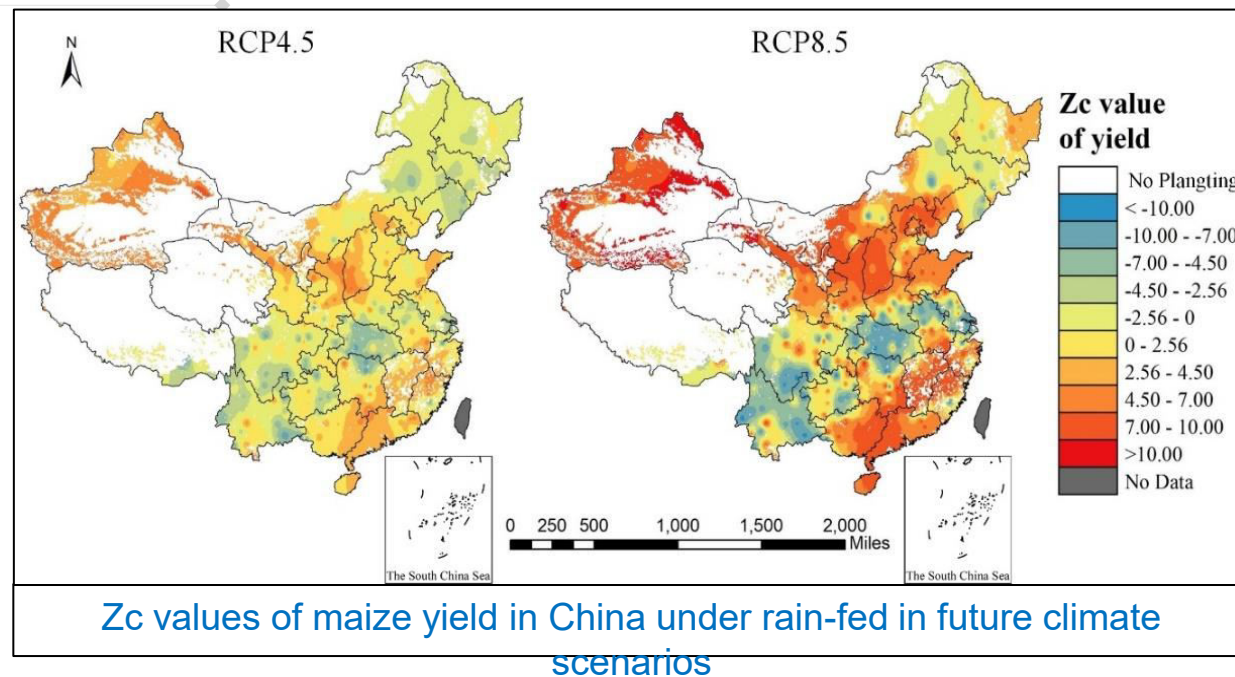 N
RCP4.5
RCP8.5
Zc value
of yield
No Plangting
< -10.00
-10.00 - -7.00
-7.00 - -4.50
-4.50 - -2.56
-2.56 - 0
0 - 2.56
2.56 - 4.50
4.50 - 7.00
7.00 - 10.00
>10.00
No Data
0 250 500 1,000 1,500 2,000
Miles
The South China Sea
The South China Sea
Zc values of maize yield in China under rain-fed in future climate
scenarios